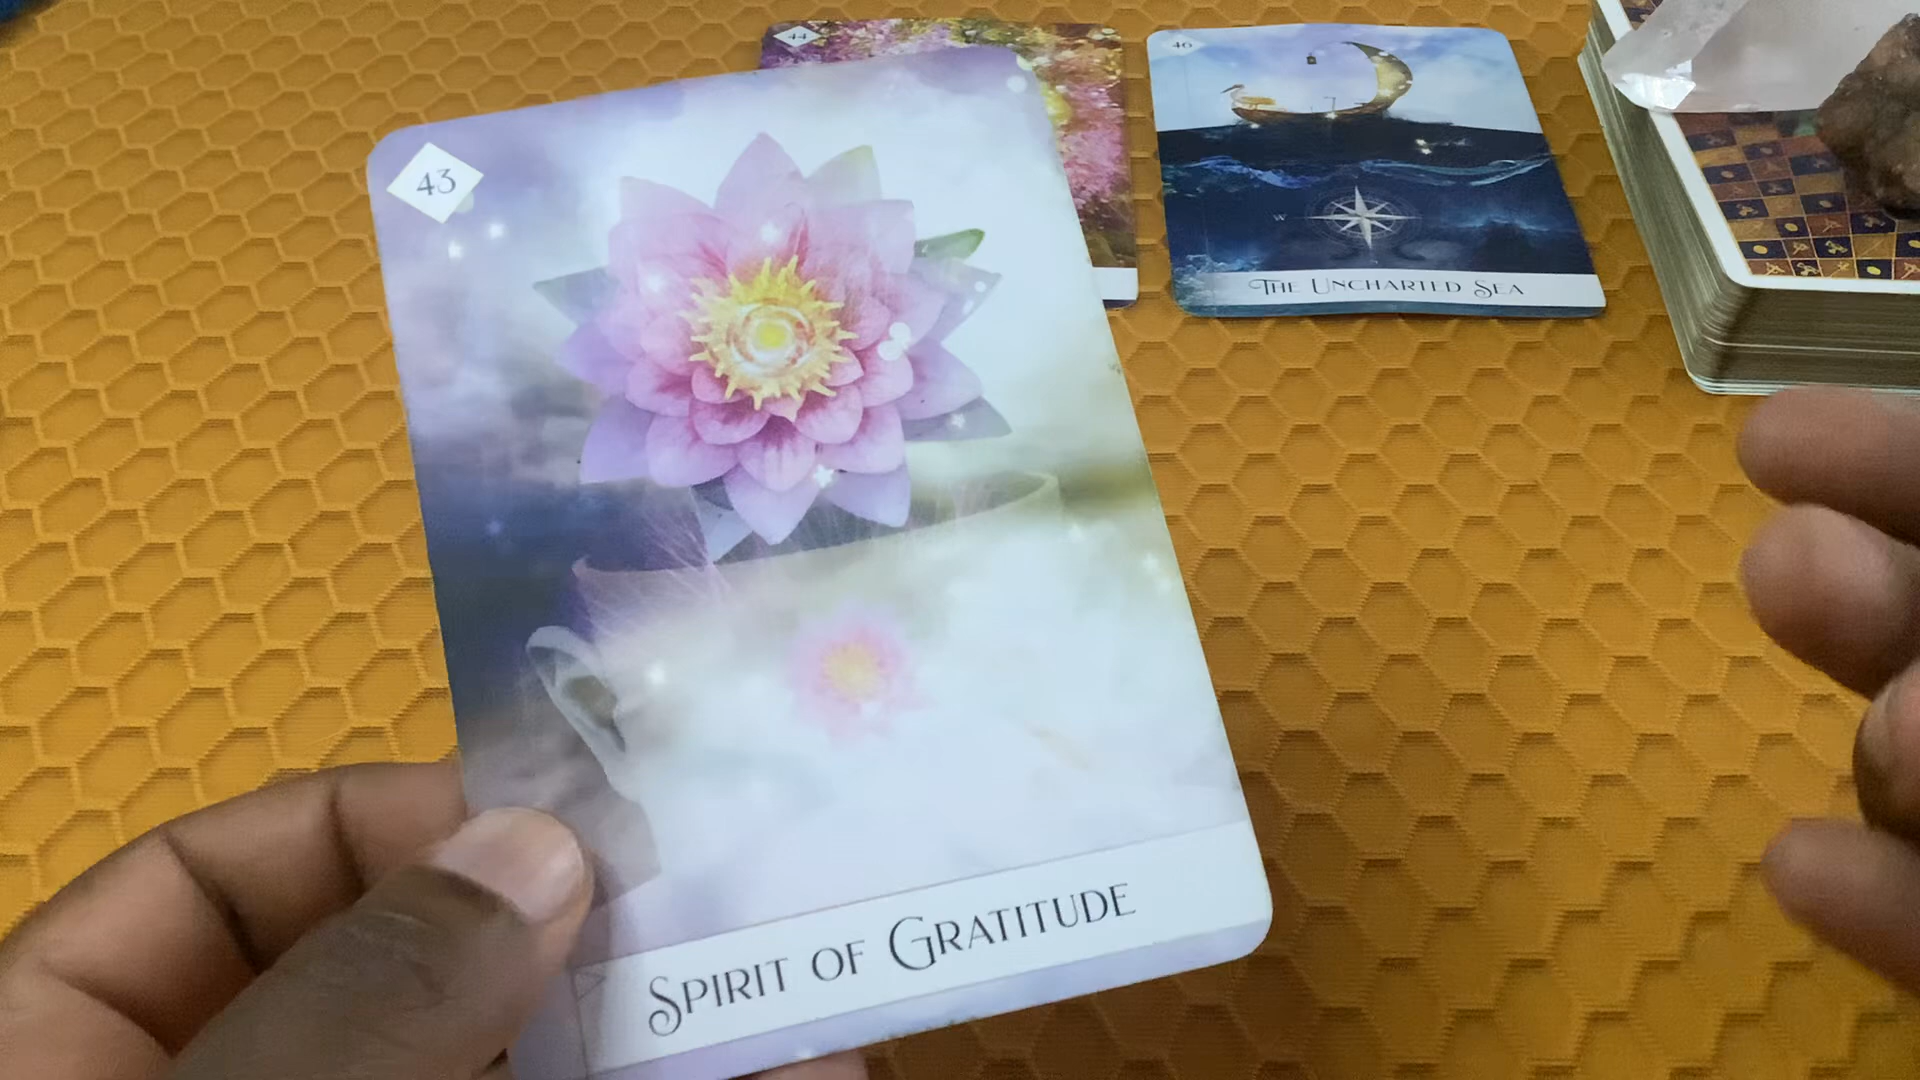 44
46
W
THE UNCHARTED SEA
43
SPIRIT OF GRATITUDE